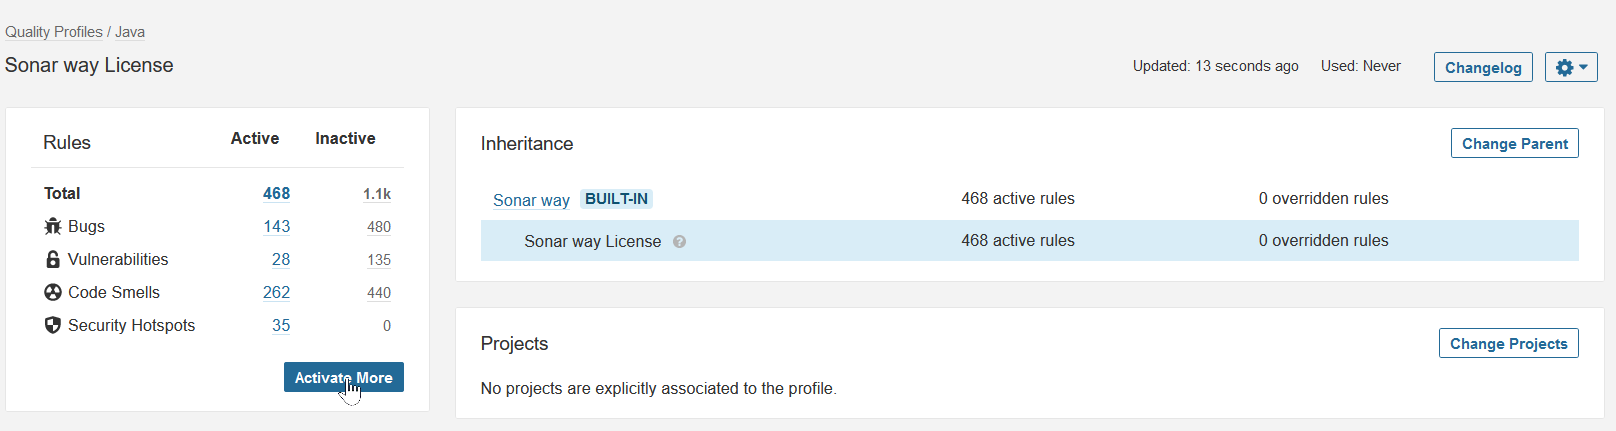 Quality Profiles / Java
Sonar way License
Updated: 13 seconds ago Used: Never Changelog
Rules Active Inactive
Total 468 1.1k
Bugs 143 480
Vulnerabilities 28 135
Code Smells 262 440
Security Hotspots 35 0
Activate More
Inheritance Change Parent
Sonar way BUILT-IN 468 active rules 0 overridden rules
Sonar way License ? 468 active rules 0 overridden rules
Projects Change Projects
No projects are explicitly associated to the profile.